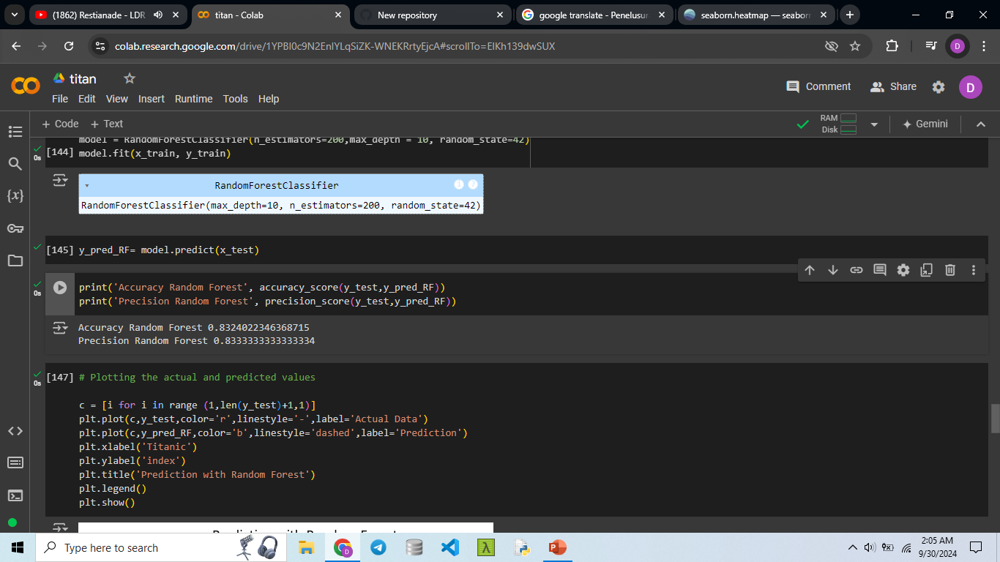 (1862) Restianade - LDR
titan - Colab
New repository
google translate - Penelusur
seaborn.heatmap — seaborn
colab.research.google.com/drive/1YPBI0c9N2EnIYLqSiZK-WNEKRrtyEjcA#scrollTo=EIKh139dwSUX
D
titan
Comment
Share
D
File Edit View Insert Runtime Tools Help
+ Code + Text
RAM
Disk
Gemini
model = RandomForestClassifier(n_estimators=200,max_depth = 10, random_state=42)
0s
[144] model.fit(x_train, y_train)
RandomForestClassifier
i ?
RandomForestClassifier(max_depth=10, n_estimators=200, random_state=42)
[145] y_pred_RF= model.predict(x_test)
0s
print('Accuracy Random Forest', accuracy_score(y_test,y_pred_RF))
print('Precision Random Forest', precision_score(y_test,y_pred_RF))
Accuracy Random Forest 0.8324022346368715
Precision Random Forest 0.8333333333333334
0s
[147] # Plotting the actual and predicted values
c = [i for i in range (1,len(y_test)+1,1)]
plt.plot(c,y_test,color='r',linestyle='-',label='Actual Data')
plt.plot(c,y_pred_RF,color='b',linestyle='dashed',label='Prediction')
plt.xlabel('Titanic')
plt.ylabel('index')
plt.title('Prediction with Random Forest')
plt.legend()
plt.show()
Prediction with Random Forest
Type here to search
2:05 AM
9/30/2024